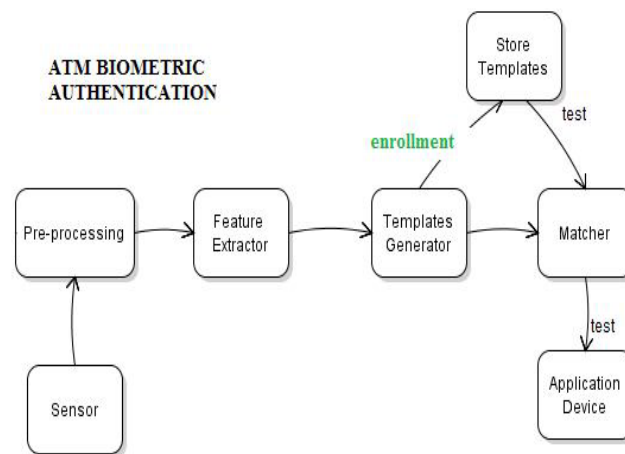 ATM BIOMETRIC
AUTHENTICATION
Store
Templates
test
enrollment
Pre-processing
Feature
Extractor
Templates
Generator
Matcher
test
Sensor
Application
Device